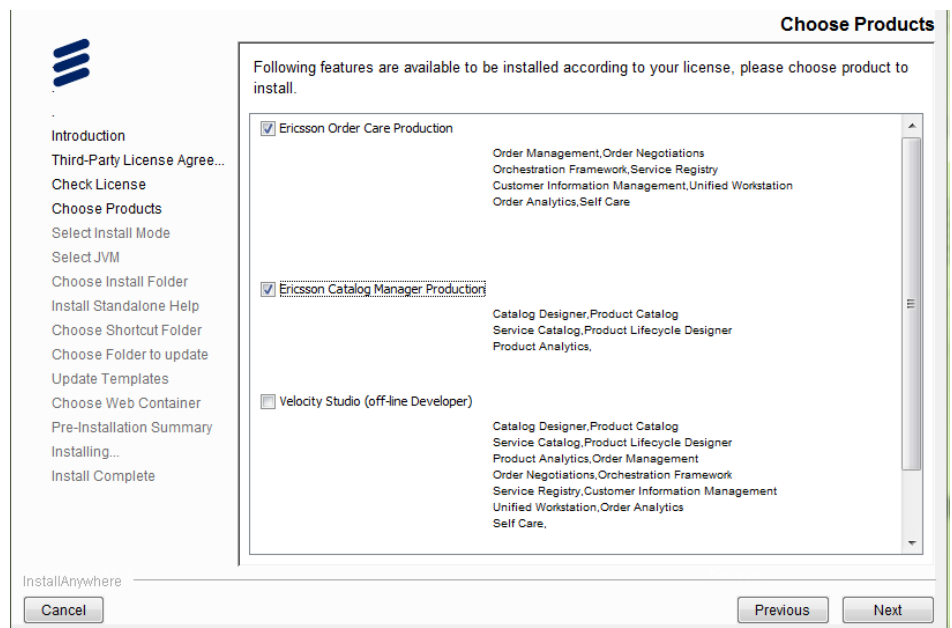 Choose Products
Following features are available to be installed according to your license, please choose product to
install.
.
.
Introduction
Third-Party License Agree...
Check License
Choose Products
Select Install Mode
Select JVM
Choose Install Folder
Install Standalone Help
Choose Shortcut Folder
Choose Folder to update
Update Templates
Choose Web Container
Pre-Installation Summary
Installing...
Install Complete
Ericsson Order Care Production
Order Management,Order Negotiations
Orchestration Framework,Service Registry
Customer Information Management,Unified Workstation
Order Analytics,Self Care
Ericsson Catalog Manager Production
Catalog Designer,Product Catalog
Service Catalog,Product Lifecycle Designer
Product Analytics,
Velocity Studio (off-line Developer)
Catalog Designer,Product Catalog
Service Catalog,Product Lifecycle Designer
Product Analytics,Order Management
Order Negotiations,Orchestration Framework
Service Registry,Customer Information Management
Unified Workstation,Order Analytics
Self Care,
InstallAnywhere
Cancel
Previous
Next